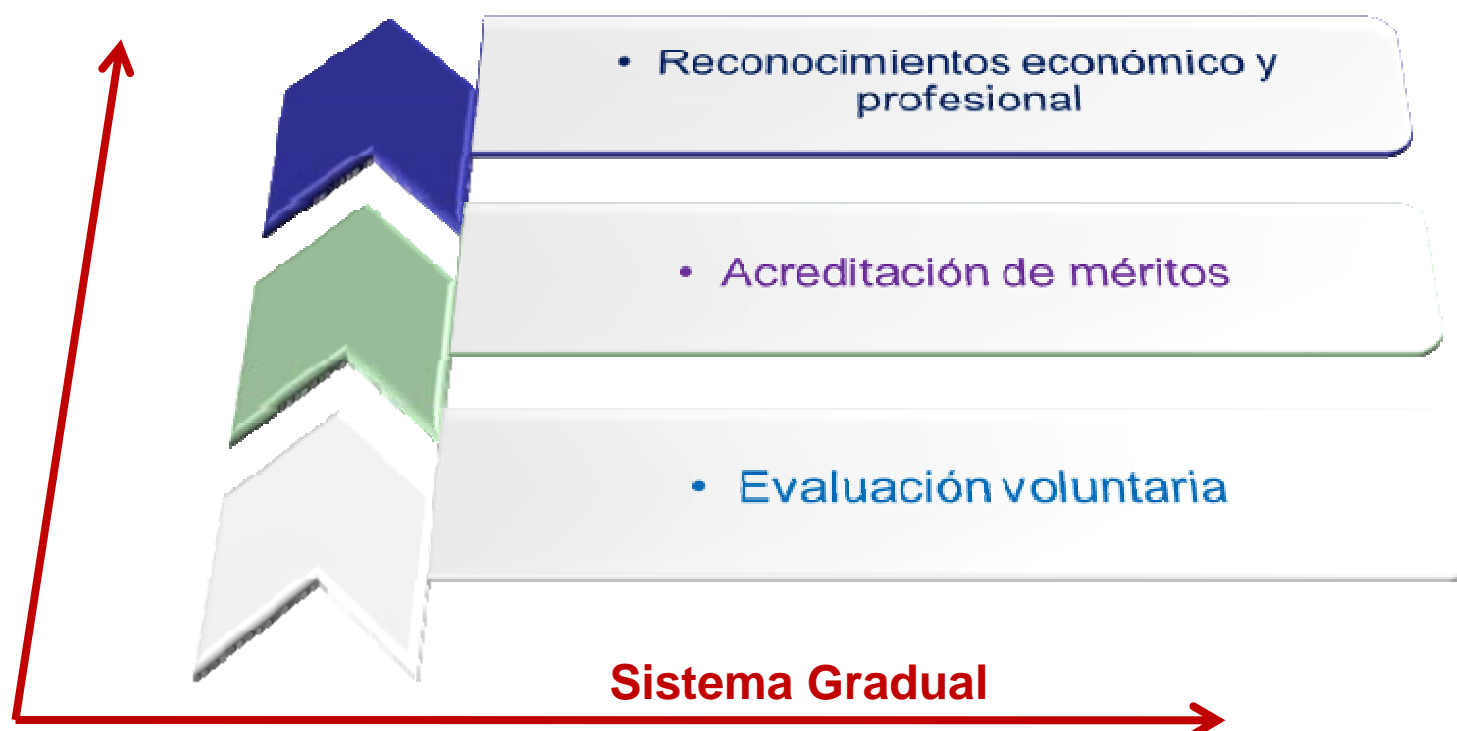 • Reconocimientos económico y
profesional
• Acreditación de méritos
• Evaluación voluntaria
Sistema Gradual